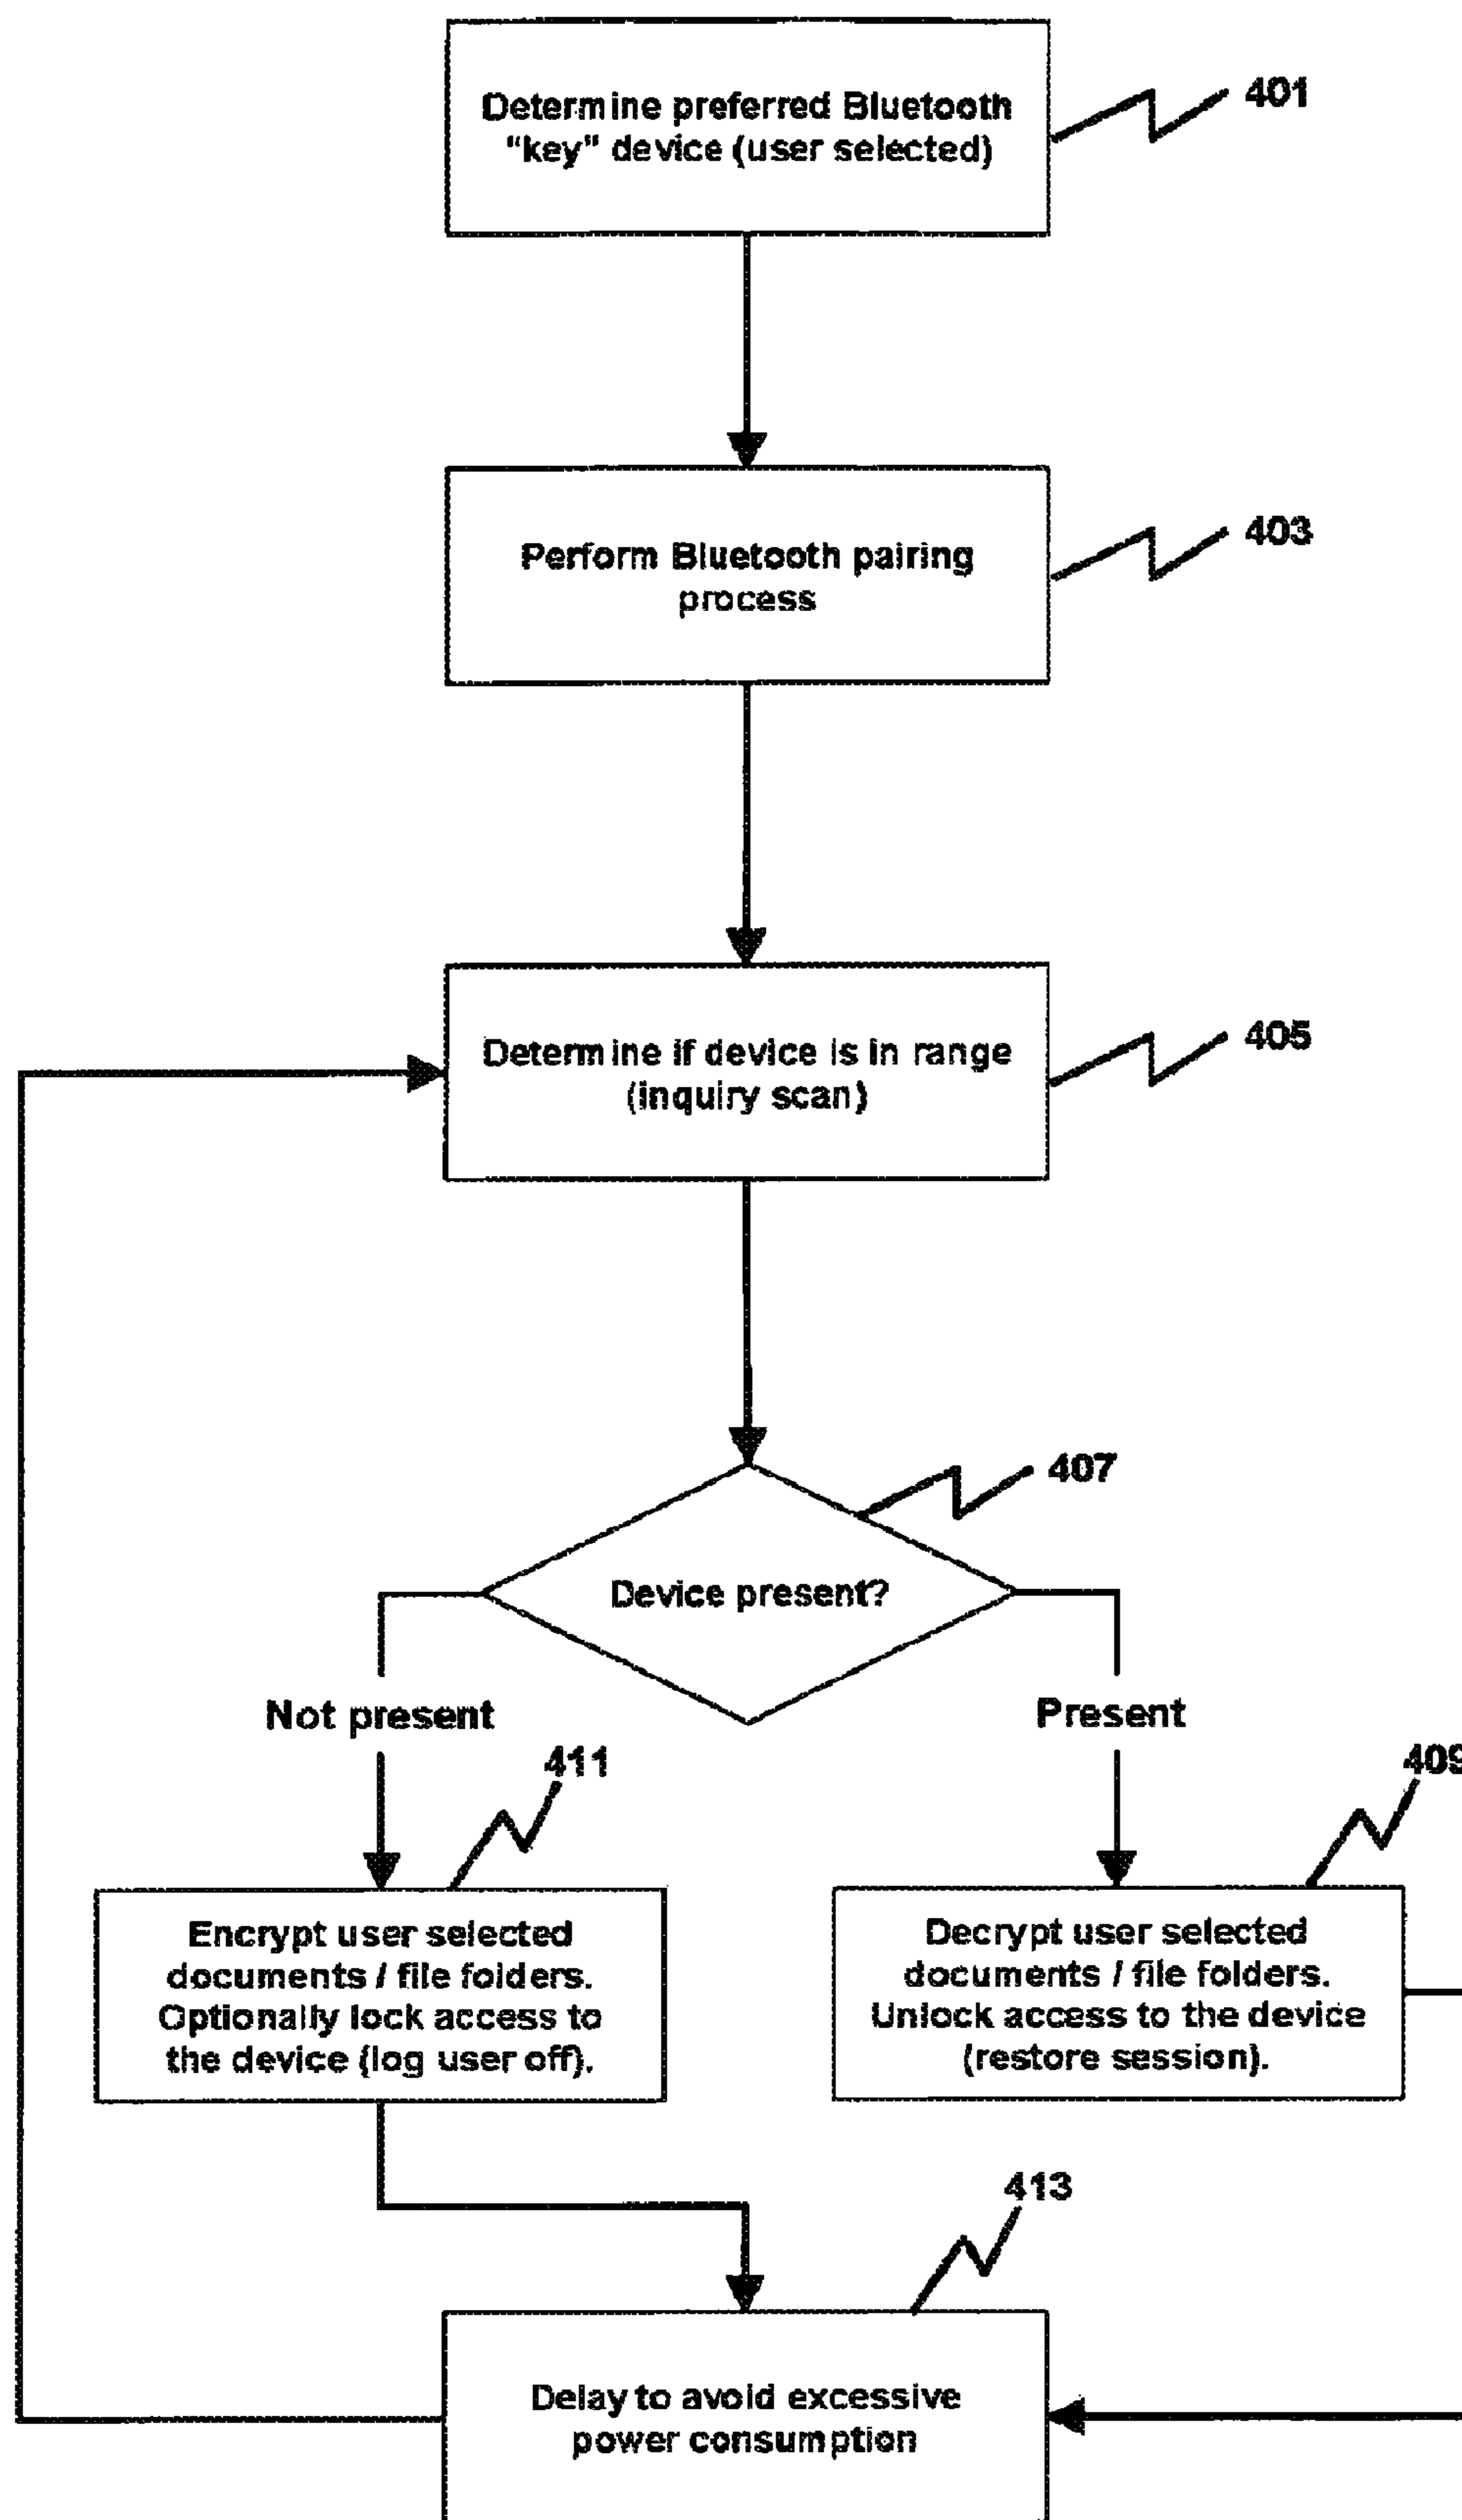 Determine preferred Bluetooth
"key" device (user selected)
401
Perform Bluetooth pairing
process
403
Determine if device is in range
(inquiry scan)
405
407
Device present?
Not present
Present
411
409
Encrypt user selected
documents / file folders.
Optionally lock access to
the device (log user off).
Decrypt user selected
documents / file folders.
Unlock access to the device
(restore session).
413
Delay to avoid excessive
power consumption